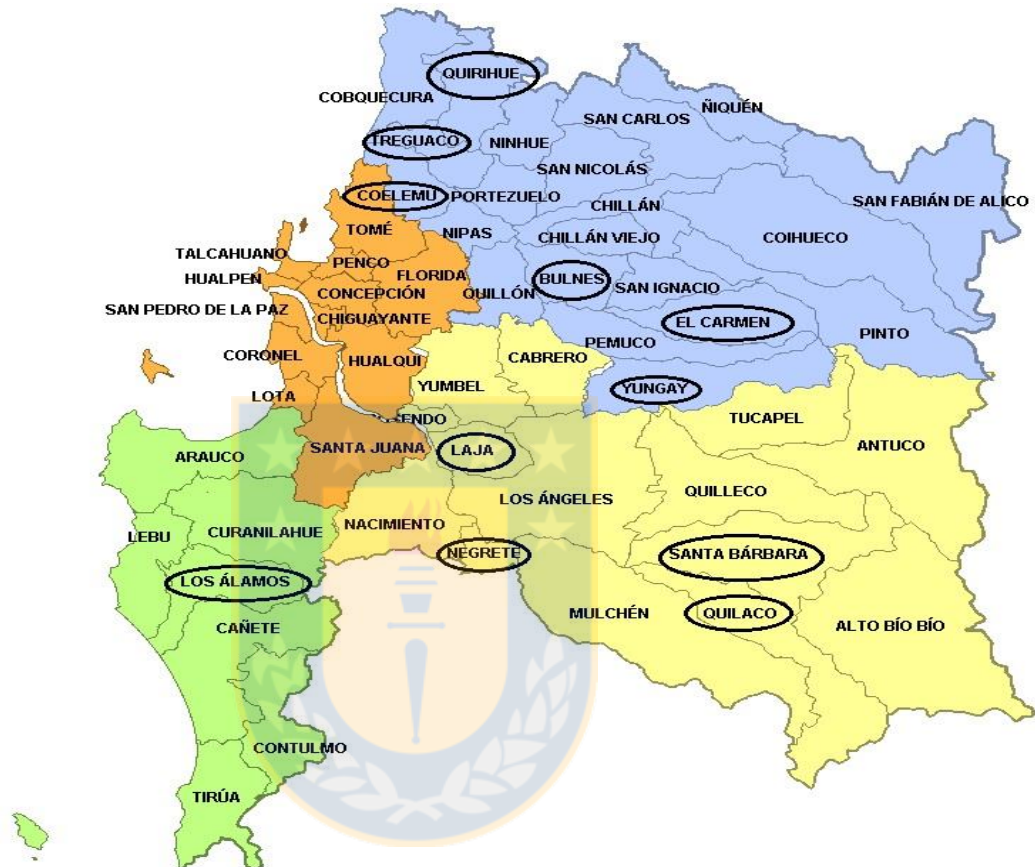 QUIRIHUE
COBQUECURA
ÑIQUÉN
SAN CARLOS
TREGUACO
NINHUE
SAN NICOLÁS
COELEMU
PORTEZUELO
SAN FABIÁN DE ALICO
CHILLÁN
TOMÉ
NIPAS
CHILLÁN VIEJO
COIHUECO
TALCAHUANO
PENCO
FLORIDA
HUALPEN
BULNES
CONCEPCIÓN
QUILLÓN
SAN IGNACIO
SAN PEDRO DE LA PAZ
CHIGUAYANTE
EL CARMEN
PINTO
PEMUCO
CORONEL
HUALQUI
CABRERO
YUMBEL
YUNGAY
LOTA
TUCAPEL
SENDO
SANTA JUANA
LAJA
ANTUCO
ARAUCO
QUILLECO
LOS ÁNGELES
NACIMIENTO
CURANILAHUE
LEBU
NEGRETE
SANTA BÁRBARA
LOS ÁLAMOS
MULCHÉN
QUILACO
CAÑETE
ALTO BÍO BÍO
CONTULMO
TIRÚA